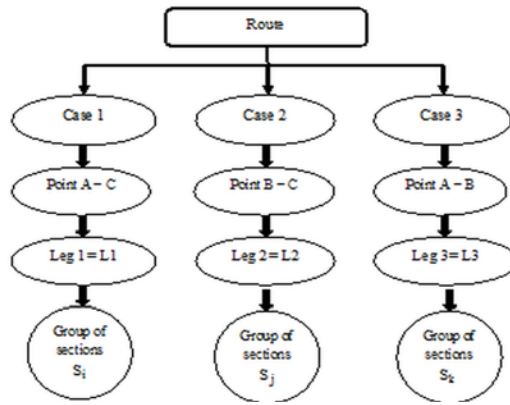 Route
Case 1
Case 2
Case 3
Point A – C
Point B – C
Point A – B
Leg 1 = L1
Leg 2 = L2
Leg 3 = L3
Group of
sections
Si
Group of
sections
Sj
Group of
sections
Sk